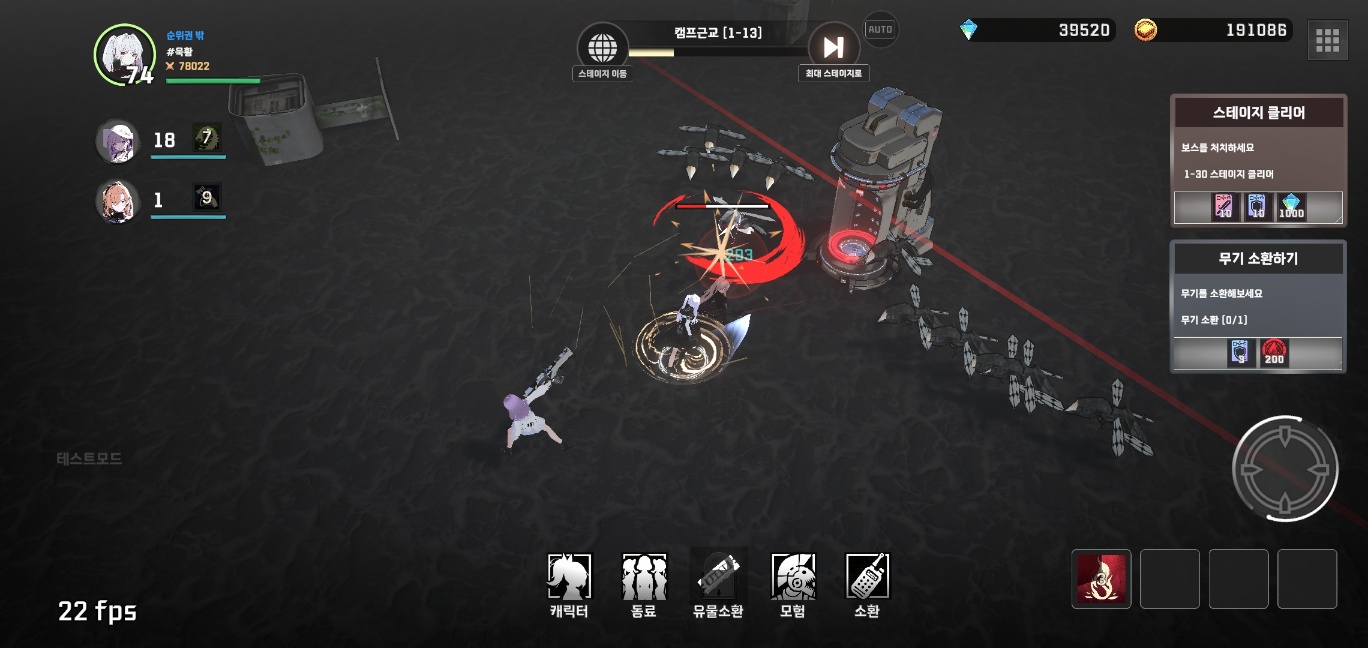 순위권 밖
#욱황
78022
74
18
7
1
9
캠프근교 [1-13]
스테이지 이동
최대 스테이지로
AUTO
39520
191086
스테이지 클리어
보스를 처치하세요
1-30 스테이지 클리어
10
10
1000
무기 소환하기
무기를 소환해보세요
무기 소환 [0/1]
3
200
테스트모드
22 fps
캐릭터
동료
유물소환
모험
소환
3